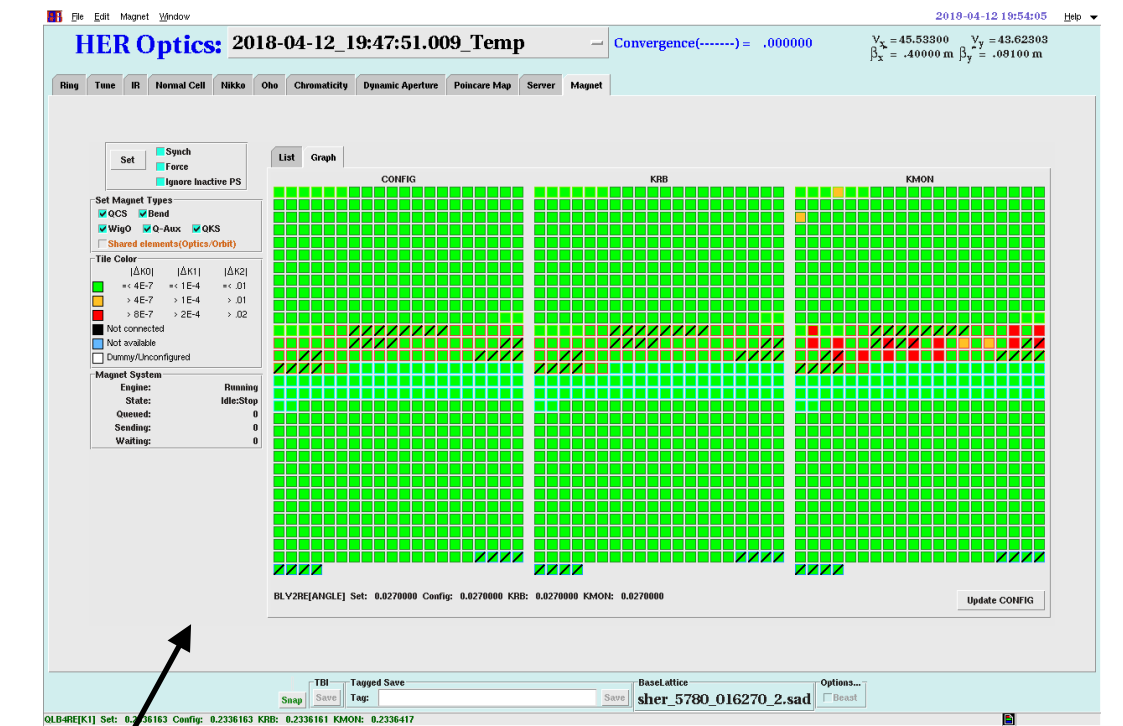 File Edit Magnet Window 2018-04-12 19:54:05 Help
HER Optics: 2018-04-12_19:47:51.009_Temp Convergence(-------) = .000000 νx =45.53300 νy =43.62303
βx = .40000 m βy = .08100 m
Ring Tune IR Normal Cell Nikko Oho Chromaticity Dynamic Aperture Poincare Map Server Magnet
Set
Synch
Force
Ignore Inactive PS
List Graph
Set Magnet Types
QCS Bend
WigO Q-Aux QKS
Shared elements(Optics/Orbit)
Tile Color
|ΔK0| |ΔK1| |ΔK2|
=< 4E-7 =< 1E-4 =< .01
> 4E-7 > 1E-4 > .01
> 8E-7 > 2E-4 > .02
Not connected
Not available
Dummy/Unconfigured
Magnet System
Engine: Running
State: Idle:Stop
Queued: 0
Sending: 0
Waiting: 0
CONFIG KRB KMON
BLV2RE[ANGLE] Set: 0.0270000 Config: 0.0270000 KRB: 0.0270000 KMON: 0.0270000
Update CONFIG
TBI Tagged Save BaseLattice Options...
Snap Save Tag: Save sher_5780_016270_2.sad Beast
QLB4RE[K1] Set: 0.2336163 Config: 0.2336163 KRB: 0.2336161 KMON: 0.2336417